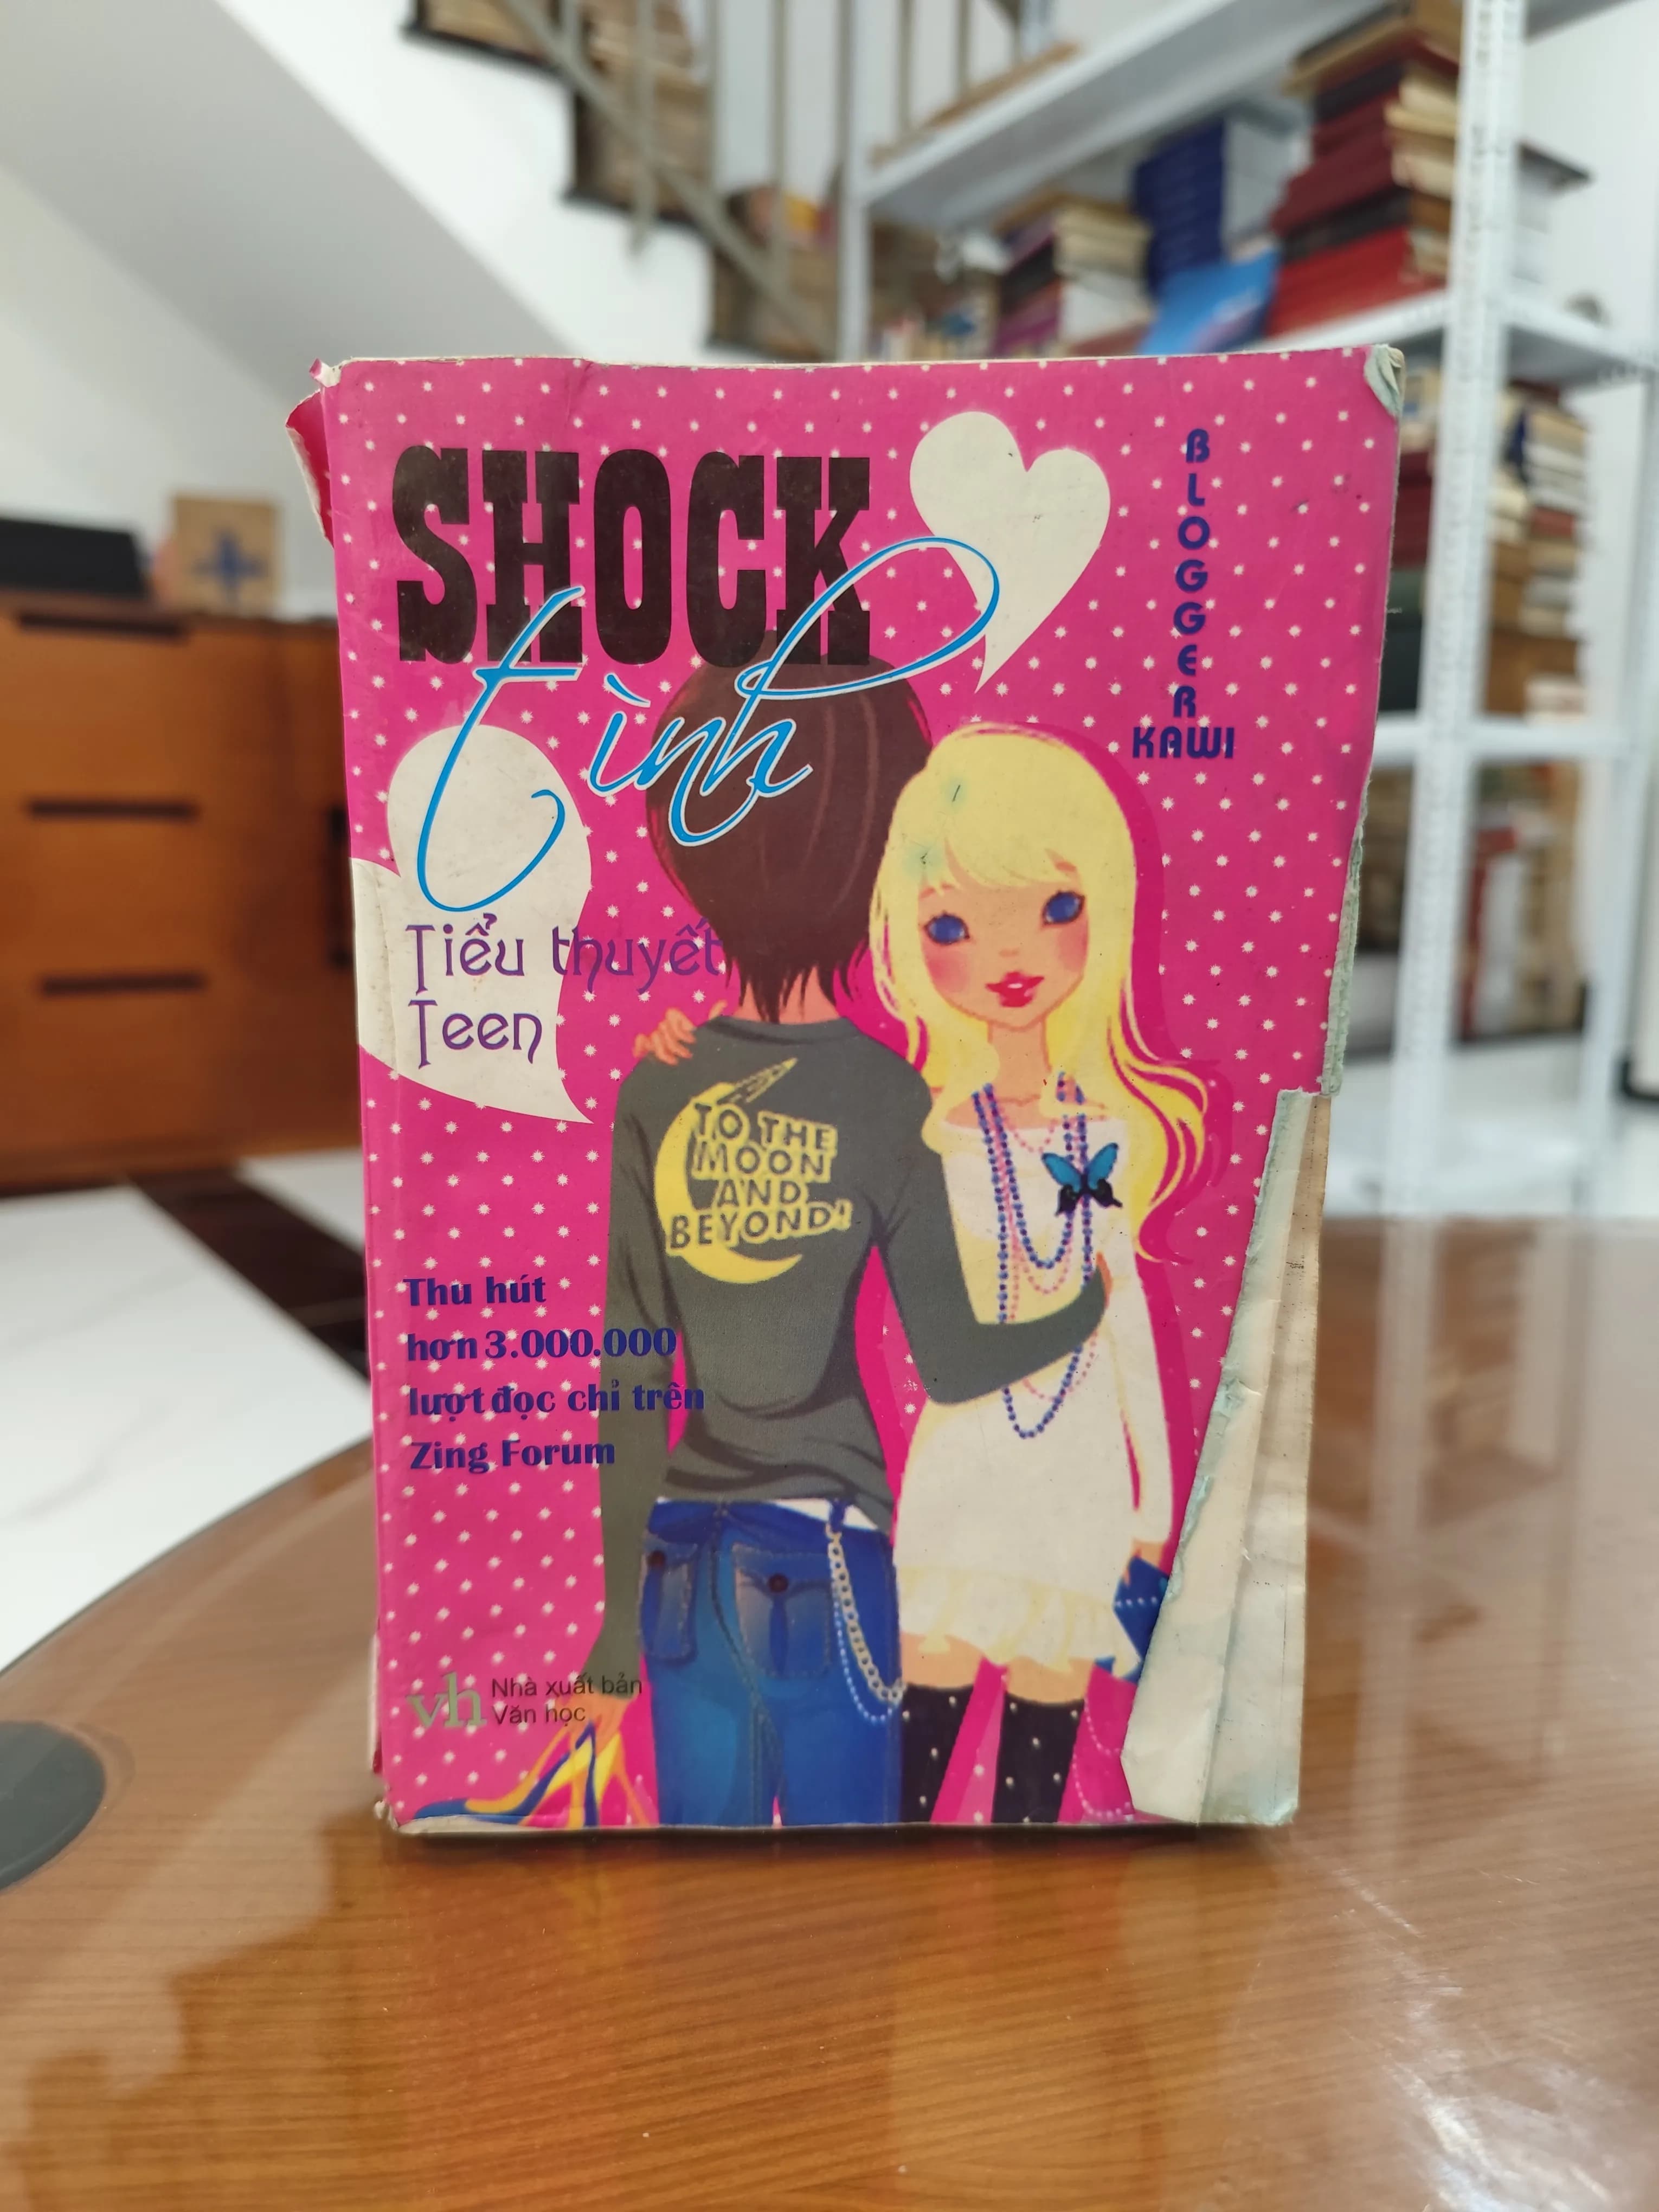 SHOCK
tình
BLOGGER
KAWI
Tiểu thuyết
Teen
TO THE
MOON
AND
BEYOND!
Thu hút
hơn 3.000.000
lượt đọc chỉ trên
Zing Forum
vh
Nhà xuất bản
Văn học